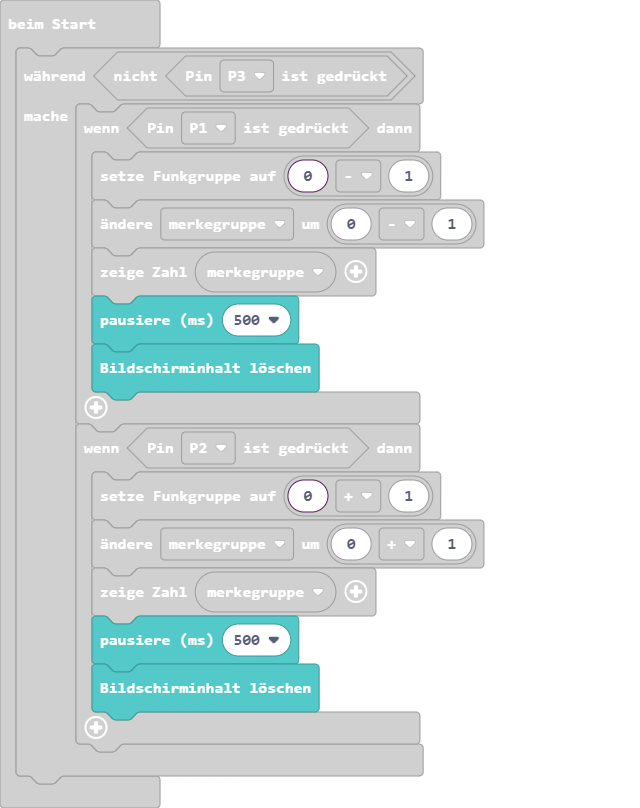 beim Start
während nicht Pin P3 ist gedrückt
mache
wenn Pin P1 ist gedrückt dann
setze Funkgruppe auf 0 - 1
ändere merkegruppe um 0 - 1
zeige Zahl merkegruppe
pausiere (ms) 500
Bildschirminhalt löschen
wenn Pin P2 ist gedrückt dann
setze Funkgruppe auf 0 + 1
ändere merkegruppe um 0 + 1
zeige Zahl merkegruppe
pausiere (ms) 500
Bildschirminhalt löschen